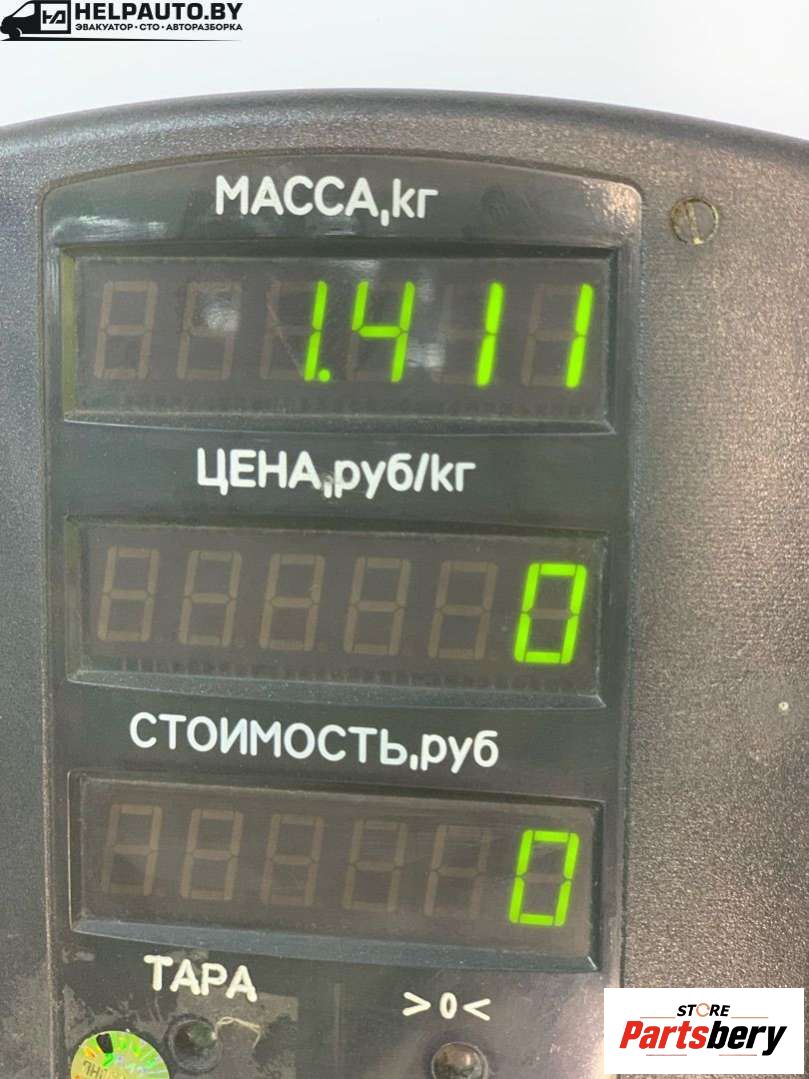 HELPAUTO.BY
ЭВАКУАТОР·СТО·АВТОРАЗБОРКА
МАССА,кг
1.411
ЦЕНА,руб/кг
0
СТОИМОСТЬ,руб
0
ТАРА
>0<
STORE
Partsbery